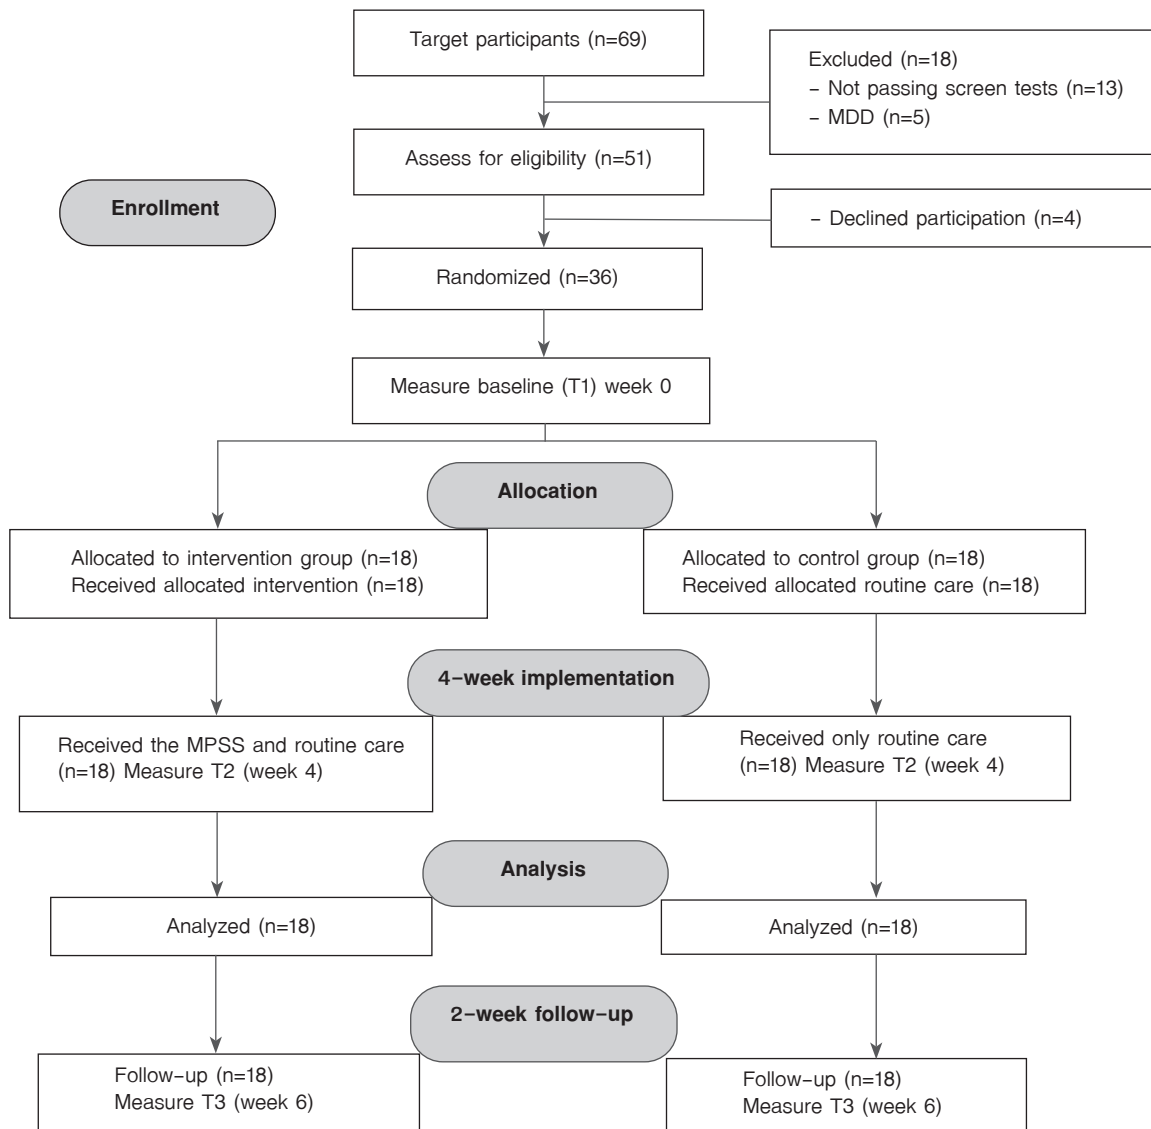 Target participants (n=69)
Excluded (n=18)
– Not passing screen tests (n=13)
– MDD (n=5)
Assess for eligibility (n=51)
Enrollment
– Declined participation (n=4)
Randomized (n=36)
Measure baseline (T1) week 0
Allocation
Allocated to intervention group (n=18)
Received allocated intervention (n=18)
Allocated to control group (n=18)
Received allocated routine care (n=18)
4–week implementation
Received the MPSS and routine care
(n=18) Measure T2 (week 4)
Received only routine care
(n=18) Measure T2 (week 4)
Analysis
Analyzed (n=18)
Analyzed (n=18)
2–week follow–up
Follow–up (n=18)
Measure T3 (week 6)
Follow–up (n=18)
Measure T3 (week 6)